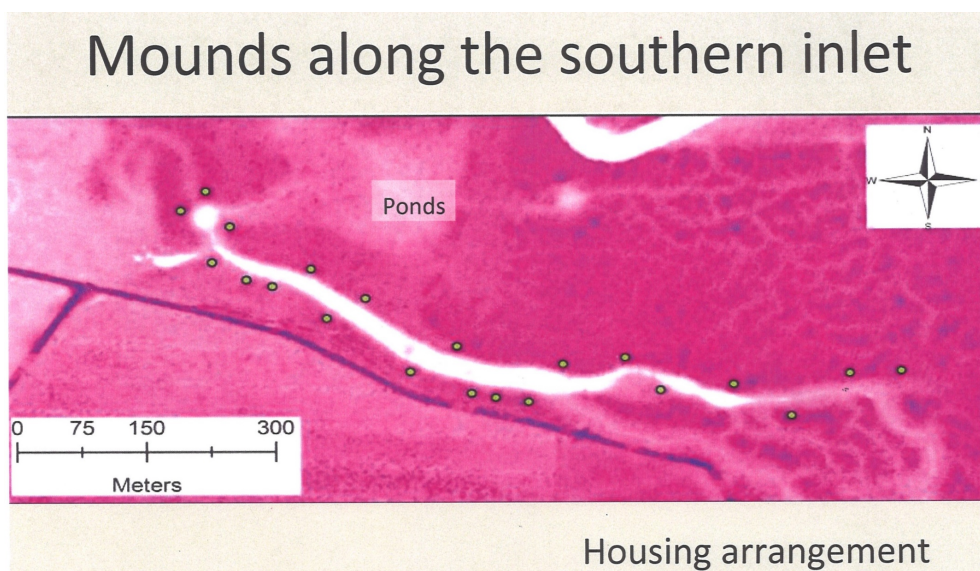 Mounds along the southern inlet
N
W
S
Ponds
0 75 150 300
Meters
Housing arrangement